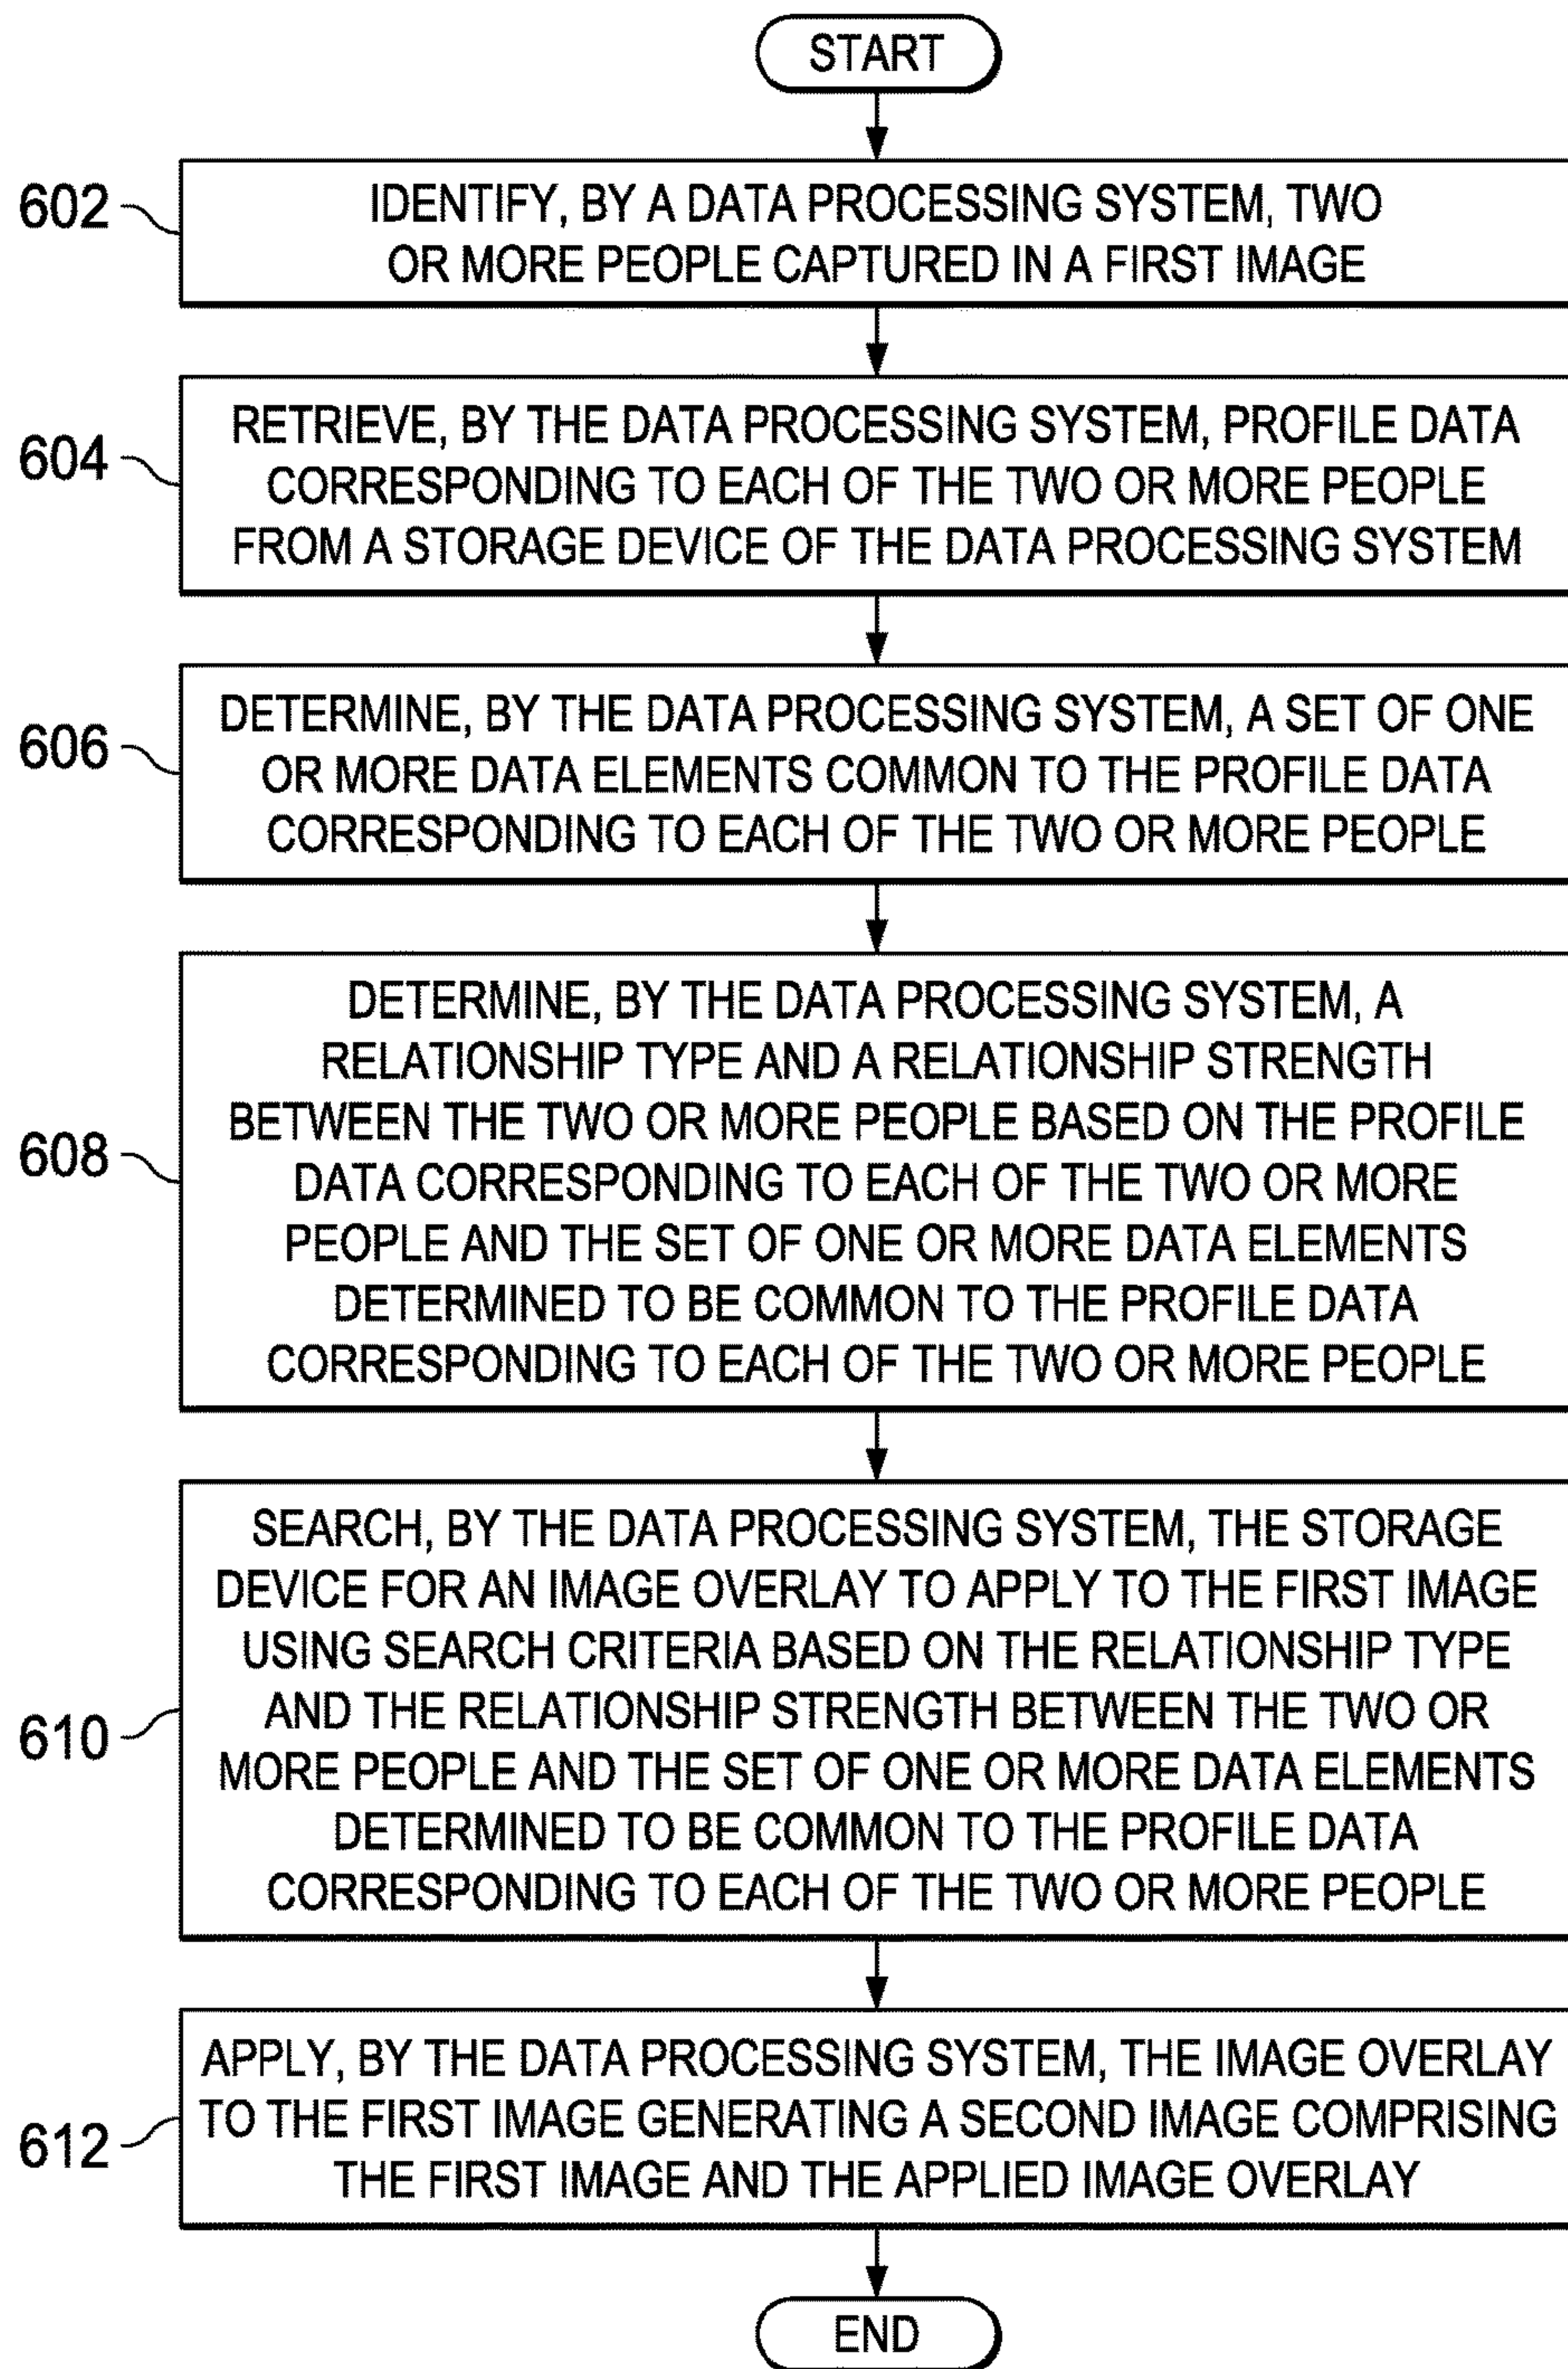 START
602
IDENTIFY, BY A DATA PROCESSING SYSTEM, TWO
OR MORE PEOPLE CAPTURED IN A FIRST IMAGE
604
RETRIEVE, BY THE DATA PROCESSING SYSTEM, PROFILE DATA
CORRESPONDING TO EACH OF THE TWO OR MORE PEOPLE
FROM A STORAGE DEVICE OF THE DATA PROCESSING SYSTEM
606
DETERMINE, BY THE DATA PROCESSING SYSTEM, A SET OF ONE
OR MORE DATA ELEMENTS COMMON TO THE PROFILE DATA
CORRESPONDING TO EACH OF THE TWO OR MORE PEOPLE
608
DETERMINE, BY THE DATA PROCESSING SYSTEM, A
RELATIONSHIP TYPE AND A RELATIONSHIP STRENGTH
BETWEEN THE TWO OR MORE PEOPLE BASED ON THE PROFILE
DATA CORRESPONDING TO EACH OF THE TWO OR MORE
PEOPLE AND THE SET OF ONE OR MORE DATA ELEMENTS
DETERMINED TO BE COMMON TO THE PROFILE DATA
CORRESPONDING TO EACH OF THE TWO OR MORE PEOPLE
610
SEARCH, BY THE DATA PROCESSING SYSTEM, THE STORAGE
DEVICE FOR AN IMAGE OVERLAY TO APPLY TO THE FIRST IMAGE
USING SEARCH CRITERIA BASED ON THE RELATIONSHIP TYPE
AND THE RELATIONSHIP STRENGTH BETWEEN THE TWO OR
MORE PEOPLE AND THE SET OF ONE OR MORE DATA ELEMENTS
DETERMINED TO BE COMMON TO THE PROFILE DATA
CORRESPONDING TO EACH OF THE TWO OR MORE PEOPLE
612
APPLY, BY THE DATA PROCESSING SYSTEM, THE IMAGE OVERLAY
TO THE FIRST IMAGE GENERATING A SECOND IMAGE COMPRISING
THE FIRST IMAGE AND THE APPLIED IMAGE OVERLAY
END